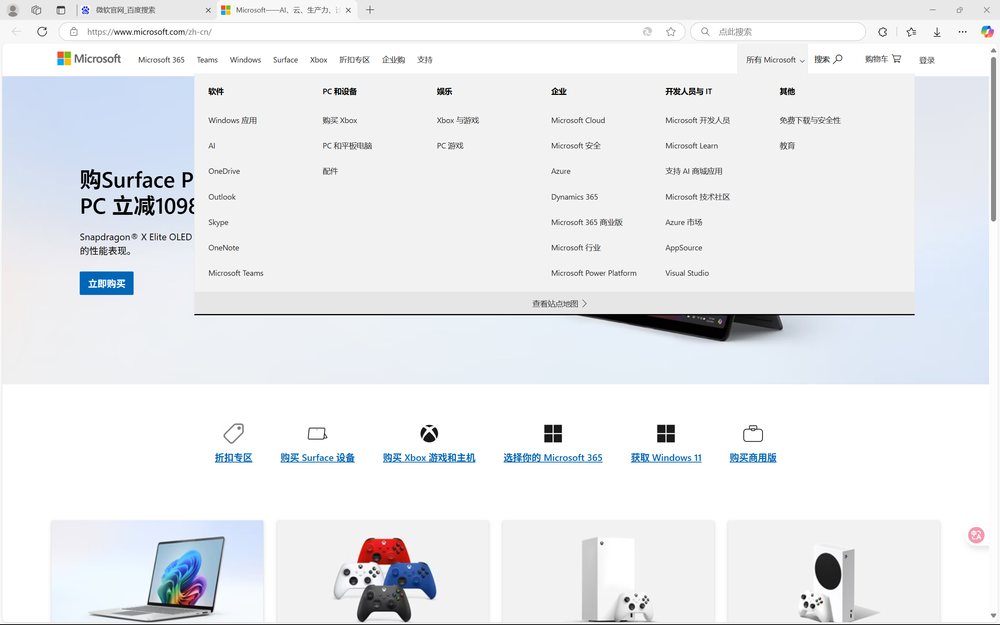 微软官网_百度搜索
Microsoft——AI、云、生产力、
https://www.microsoft.com/zh-cn/
点此搜索
Microsoft
Microsoft 365
Teams
Windows
Surface
Xbox
折扣专区
企业购
支持
所有 Microsoft
搜索
购物车
登录
软件
Windows 应用
AI
OneDrive
Outlook
Skype
OneNote
Microsoft Teams
PC 和设备
购买 Xbox
PC 和平板电脑
配件
娱乐
Xbox 与游戏
PC 游戏
企业
Microsoft Cloud
Microsoft 安全
Azure
Dynamics 365
Microsoft 365 商业版
Microsoft 行业
Microsoft Power Platform
开发人员与 IT
Microsoft 开发人员
Microsoft Learn
支持 AI 商城应用
Microsoft 技术社区
Azure 市场
AppSource
Visual Studio
其他
免费下载与安全性
教育
查看站点地图
购Surface P
PC 立减1098
Snapdragon® X Elite OLED
的性能表现。
立即购买
折扣专区
购买 Surface 设备
购买 Xbox 游戏和主机
选择你的 Microsoft 365
获取 Windows 11
购买商用版
中A